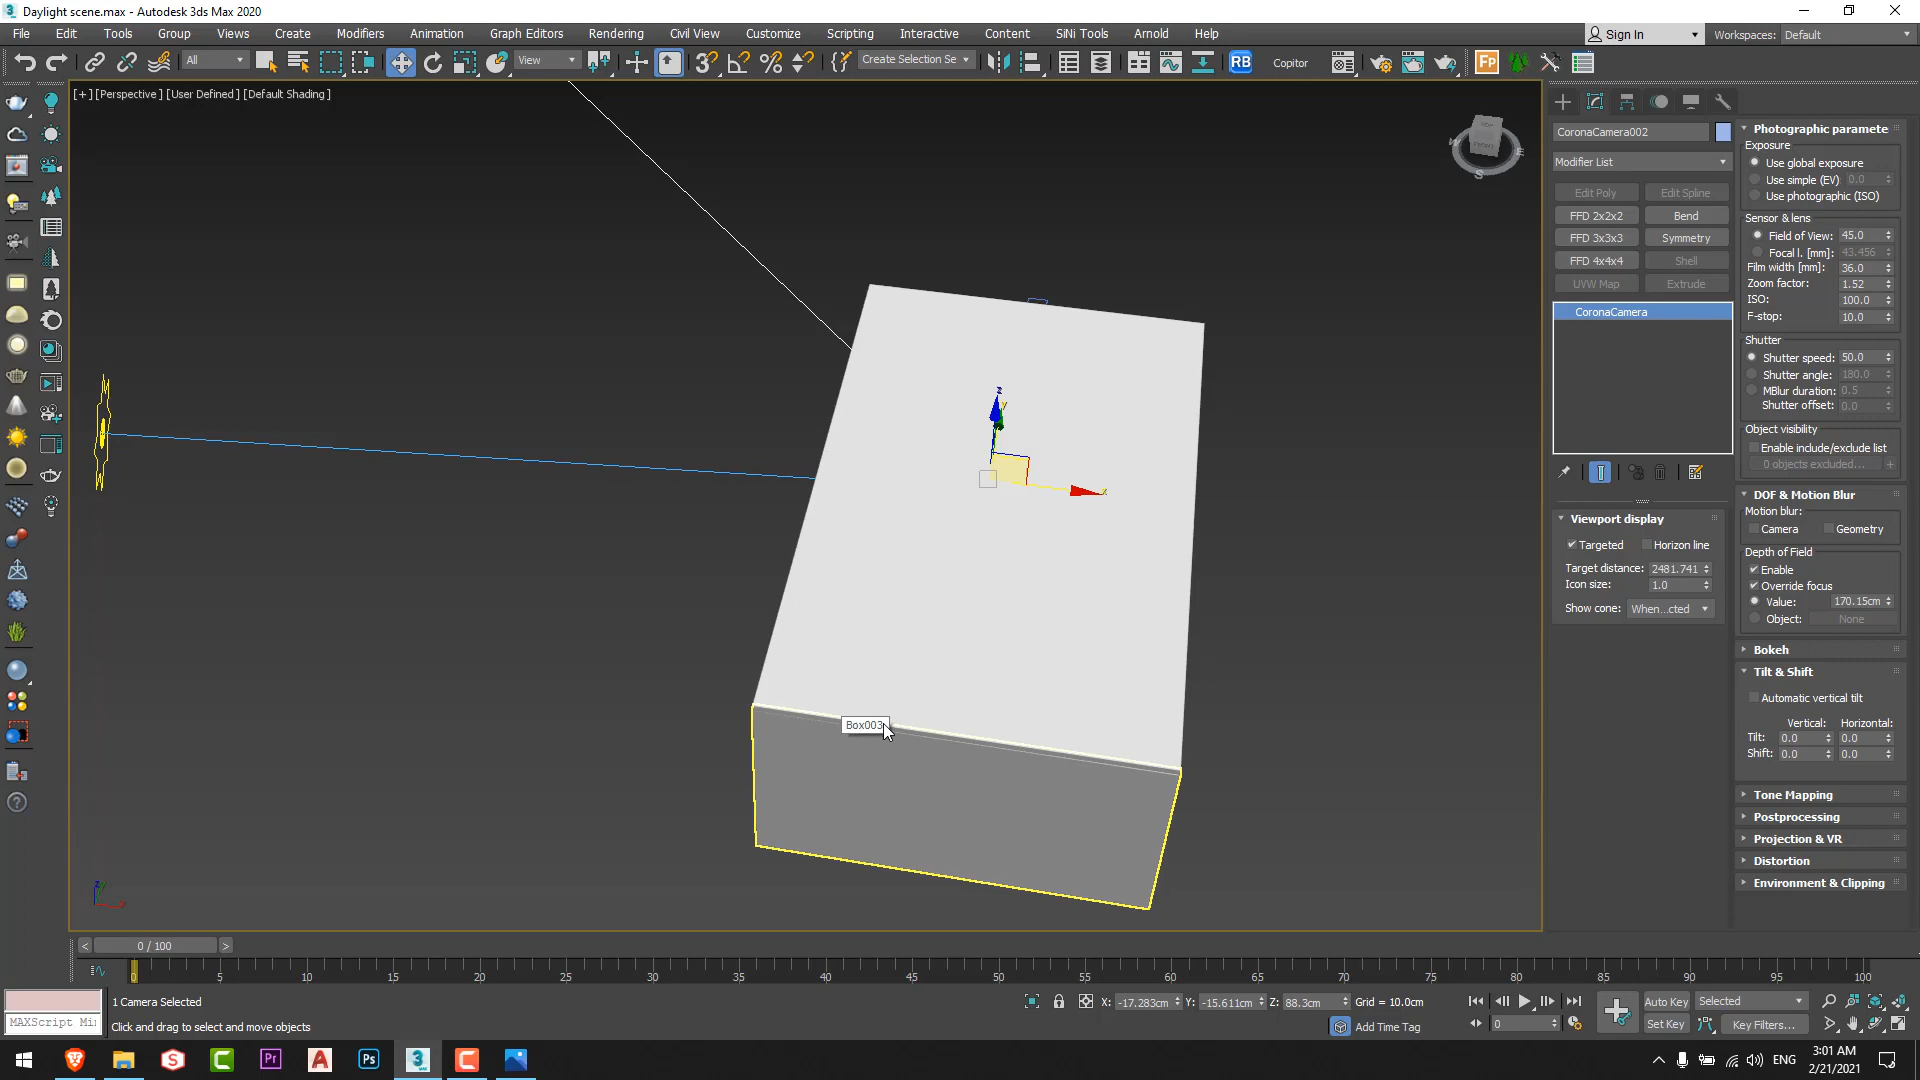 Daylight scene.max - Autodesk 3ds Max 2020
File Edit Tools Group Views Create Modifiers Animation Graph Editors Rendering Civil View Customize Scripting Interactive Content SiNi Tools Arnold Help
Sign In
Workspaces: Default
All
View
Create Selection Se
RB
Copitor
[+] [Perspective] [User Defined] [Default Shading]
CoronaCamera002
Modifier List
Edit Poly Edit Spline
FFD 2x2x2 Bend
FFD 3x3x3 Symmetry
FFD 4x4x4 Shell
UVW Map Extrude
CoronaCamera
Viewport display
Targeted Horizon line
Target distance: 2481.741
Icon size: 1.0
Show cone: When...cted
Photographic paramete
Exposure
Use global exposure
Use simple (EV) 0.0
Use photographic (ISO)
Sensor & lens
Field of View: 45.0
Focal l. [mm]: 43.456
Film width [mm]: 36.0
Zoom factor: 1.52
ISO: 100.0
F-stop: 10.0
Shutter
Shutter speed: 50.0
Shutter angle: 180.0
MBlur duration: 0.5
Shutter offset: 0.0
Object visibility
Enable include/exclude list
0 objects excluded...
DOF & Motion Blur
Motion blur:
Camera Geometry
Depth of Field
Enable
Override focus
Value: 170.15cm
Object: None
Bokeh
Tilt & Shift
Automatic vertical tilt
Vertical: Horizontal:
Tilt: 0.0 0.0
Shift: 0.0 0.0
Tone Mapping
Postprocessing
Projection & VR
Distortion
Environment & Clipping
z
y
x
Box003
0 / 100
0 5 10 15 20 25 30 35 40 45 50 55 60 65 70 75 80 85 90 95 100
1 Camera Selected
X: -17.283cm Y: -15.611cm Z: 88.3cm Grid = 10.0cm
Auto Key Selected
MAXScript Mi
Click and drag to select and move objects
Add Time Tag
0
Set Key Key Filters...
ENG
3:01 AM
2/21/2021